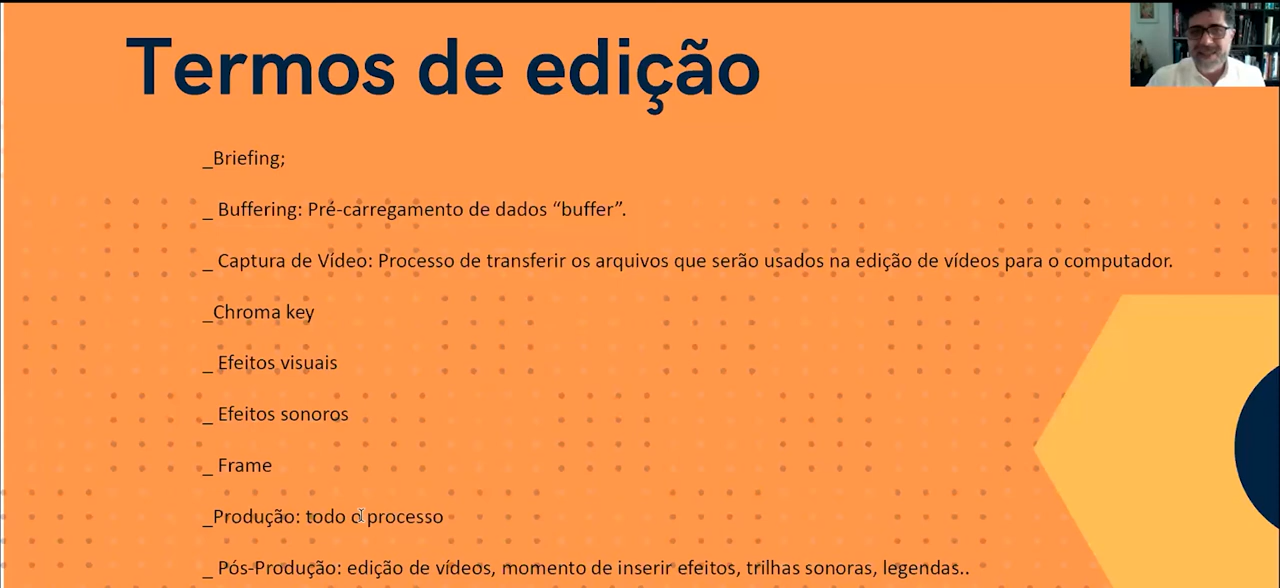 Termos de edição
_Briefing;
_ Buffering: Pré-carregamento de dados “buffer”.
_ Captura de Vídeo: Processo de transferir os arquivos que serão usados na edição de vídeos para o computador.
_Chroma key
_ Efeitos visuais
_ Efeitos sonoros
_ Frame
_Produção: todo o processo
_ Pós-Produção: edição de vídeos, momento de inserir efeitos, trilhas sonoras, legendas..